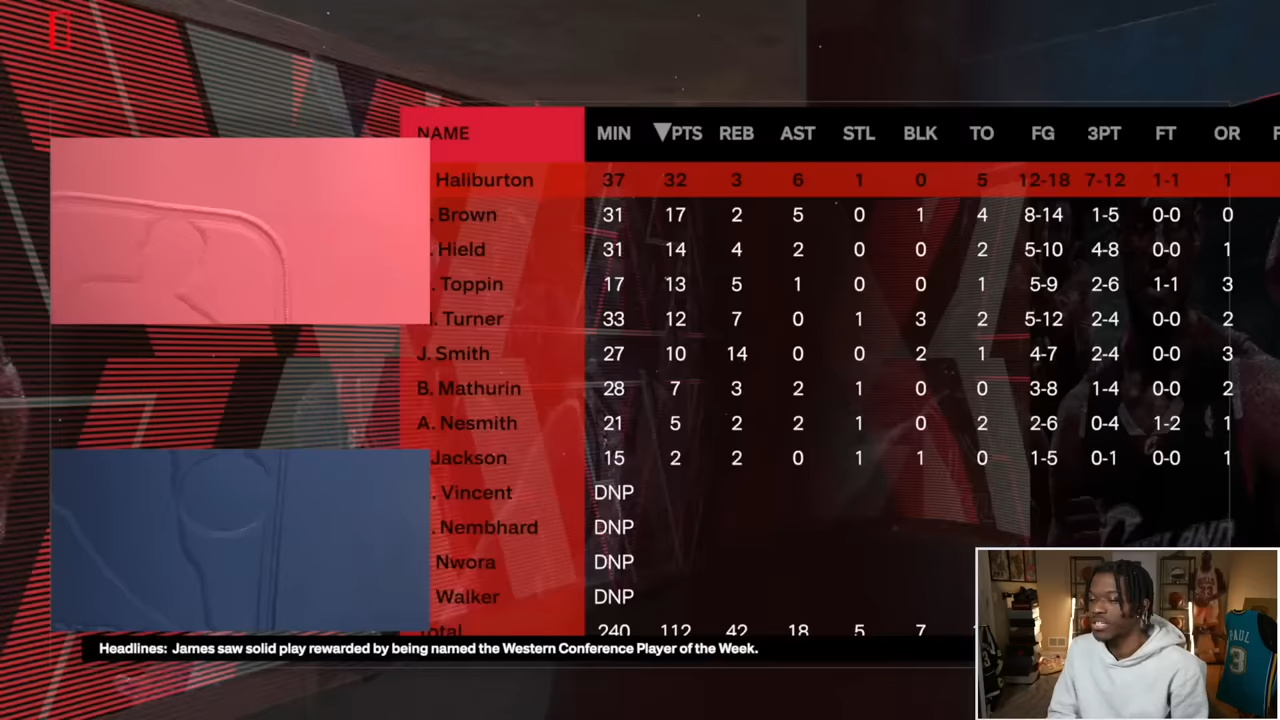 NAME MIN ▼PTS REB AST STL BLK TO FG 3PT FT OR
Haliburton 37 32 3 6 1 0 5 12-18 7-12 1-1 1
. Brown 31 17 2 5 0 1 4 8-14 1-5 0-0 0
. Hield 31 14 4 2 0 0 2 5-10 4-8 0-0 1
. Toppin 17 13 5 1 0 0 1 5-9 2-6 1-1 3
. Turner 33 12 7 0 1 3 2 5-12 2-4 0-0 2
J. Smith 27 10 14 0 0 2 1 4-7 2-4 0-0 3
B. Mathurin 28 7 3 2 1 0 0 3-8 1-4 0-0 2
A. Nesmith 21 5 2 2 1 0 2 2-6 0-4 1-2 1
Jackson 15 2 2 0 1 1 0 1-5 0-1 0-0 1
. Vincent DNP
. Nembhard DNP
Nwora DNP
Walker DNP
Total 240 112 42 18 5 7
Headlines: James saw solid play rewarded by being named the Western Conference Player of the Week.
PAUL
3